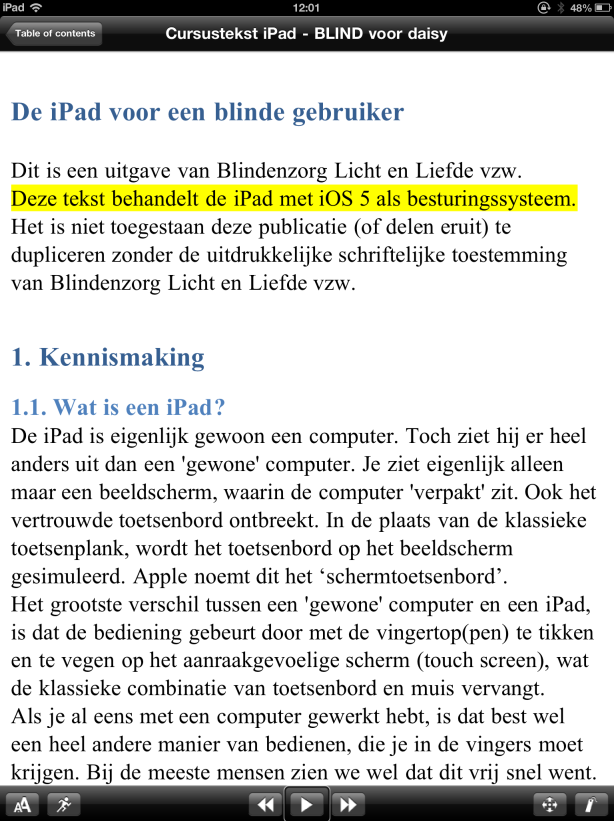 iPad 12:01 48%
Table of contents Cursustekst iPad - BLIND voor daisy
De iPad voor een blinde gebruiker
Dit is een uitgave van Blindenzorg Licht en Liefde vzw.
Deze tekst behandelt de iPad met iOS 5 als besturingssysteem.
Het is niet toegestaan deze publicatie (of delen eruit) te
dupliceren zonder de uitdrukkelijke schriftelijke toestemming
van Blindenzorg Licht en Liefde vzw.
1. Kennismaking
1.1. Wat is een iPad?
De iPad is eigenlijk gewoon een computer. Toch ziet hij er heel
anders uit dan een 'gewone' computer. Je ziet eigenlijk alleen
maar een beeldscherm, waarin de computer 'verpakt' zit. Ook het
vertrouwde toetsenbord ontbreekt. In de plaats van de klassieke
toetsenplank, wordt het toetsenbord op het beeldscherm
gesimuleerd. Apple noemt dit het ‘schermtoetsenbord’.
Het grootste verschil tussen een 'gewone' computer en een iPad,
is dat de bediening gebeurt door met de vingertop(pen) te tikken
en te vegen op het aanraakgevoelige scherm (touch screen), wat
de klassieke combinatie van toetsenbord en muis vervangt.
Als je al eens met een computer gewerkt hebt, is dat best wel
een heel andere manier van bedienen, die je in de vingers moet
krijgen. Bij de meeste mensen zien we wel dat dit vrij snel went.
AA